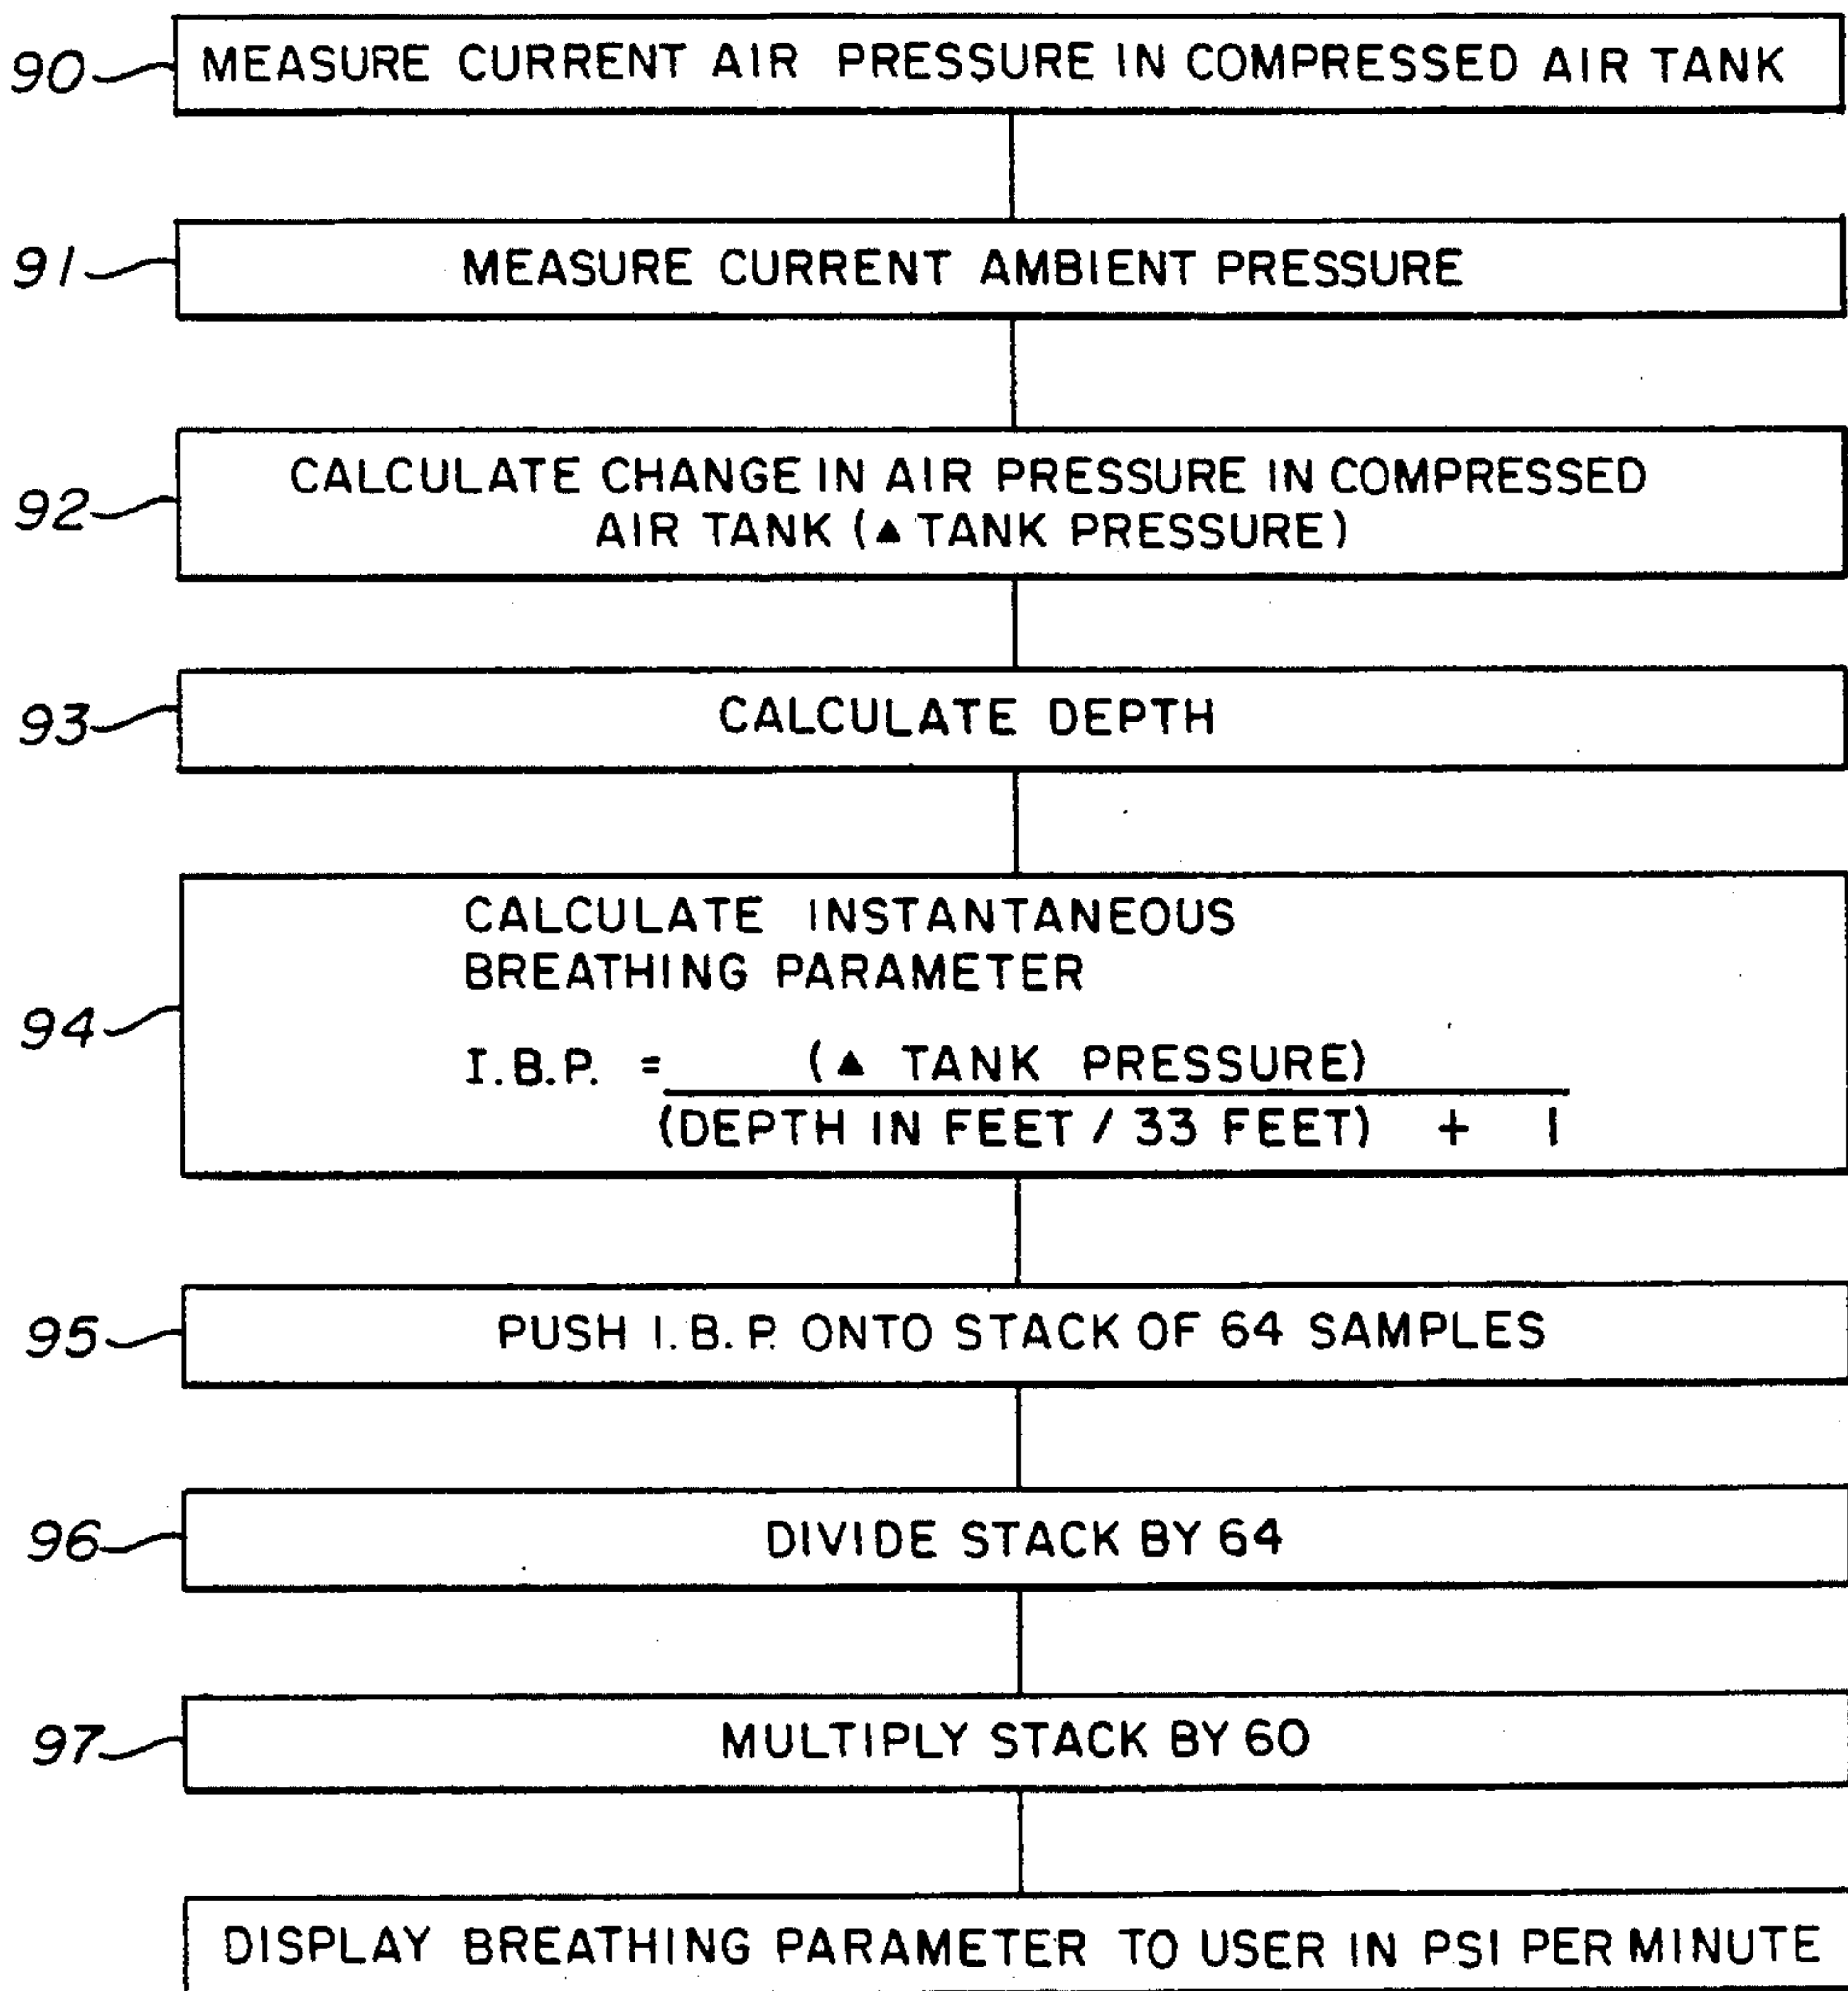 90 MEASURE CURRENT AIR PRESSURE IN COMPRESSED AIR TANK
91 MEASURE CURRENT AMBIENT PRESSURE
CALCULATE CHANGE IN AIR PRESSURE IN COMPRESSED
92 AIR TANK (▲ TANK PRESSURE)
93 CALCULATE DEPTH
CALCULATE INSTANTANEOUS
BREATHING PARAMETER
94
I.B.P. = (▲ TANK PRESSURE)
(DEPTH IN FEET / 33 FEET) + 1
95 PUSH I.B.P. ONTO STACK OF 64 SAMPLES
96 DIVIDE STACK BY 64
97 MULTIPLY STACK BY 60
DISPLAY BREATHING PARAMETER TO USER IN PSI PER MINUTE